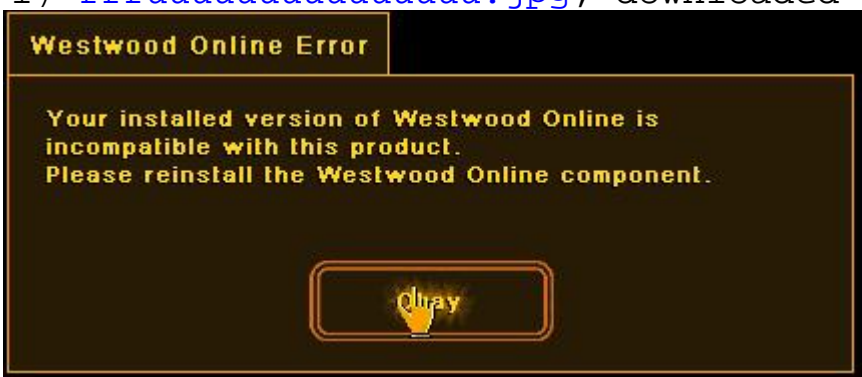 Westwood Online Error
Your installed version of Westwood Online is
incompatible with this product.
Please reinstall the Westwood Online component.
Okay